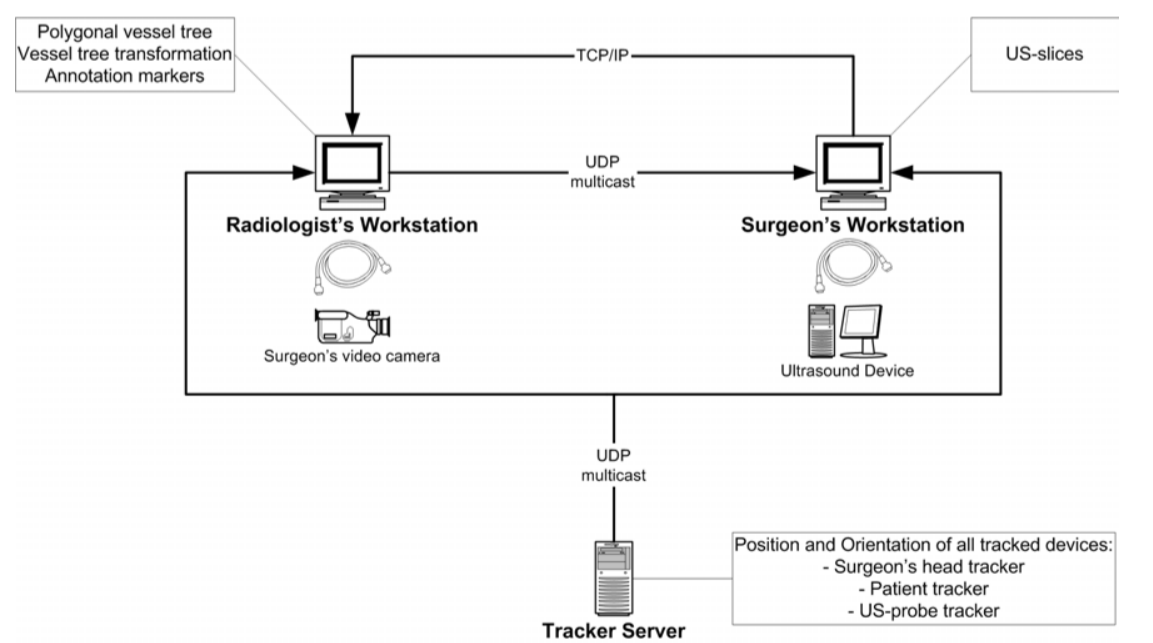 Polygonal vessel tree
Vessel tree transformation
Annotation markers
TCP/IP
US-slices
UDP
multicast
Radiologist's Workstation
Surgeon's Workstation
Surgeon's video camera
Ultrasound Device
UDP
multicast
Position and Orientation of all tracked devices:
- Surgeon's head tracker
- Patient tracker
- US-probe tracker
Tracker Server